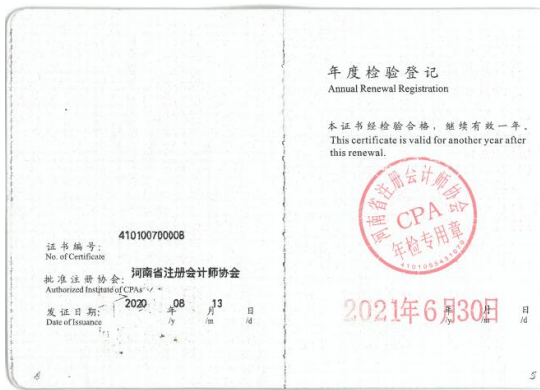 证书编号:
No. of Certificate
410100700008
批准注册协会:
Authorized Institute of CPAs
河南省注册会计师协会
发证日期:
Date of Issuance
2020 年 08 月 13 日
/y /m /d
年度检验登记
Annual Renewal Registration
本证书经检验合格，继续有效一年。
This certificate is valid for another year after
this renewal.
河南省注册会计师协会
CPA
年检专用章
2021年6月30日
年 月 日
/y /m /d
5